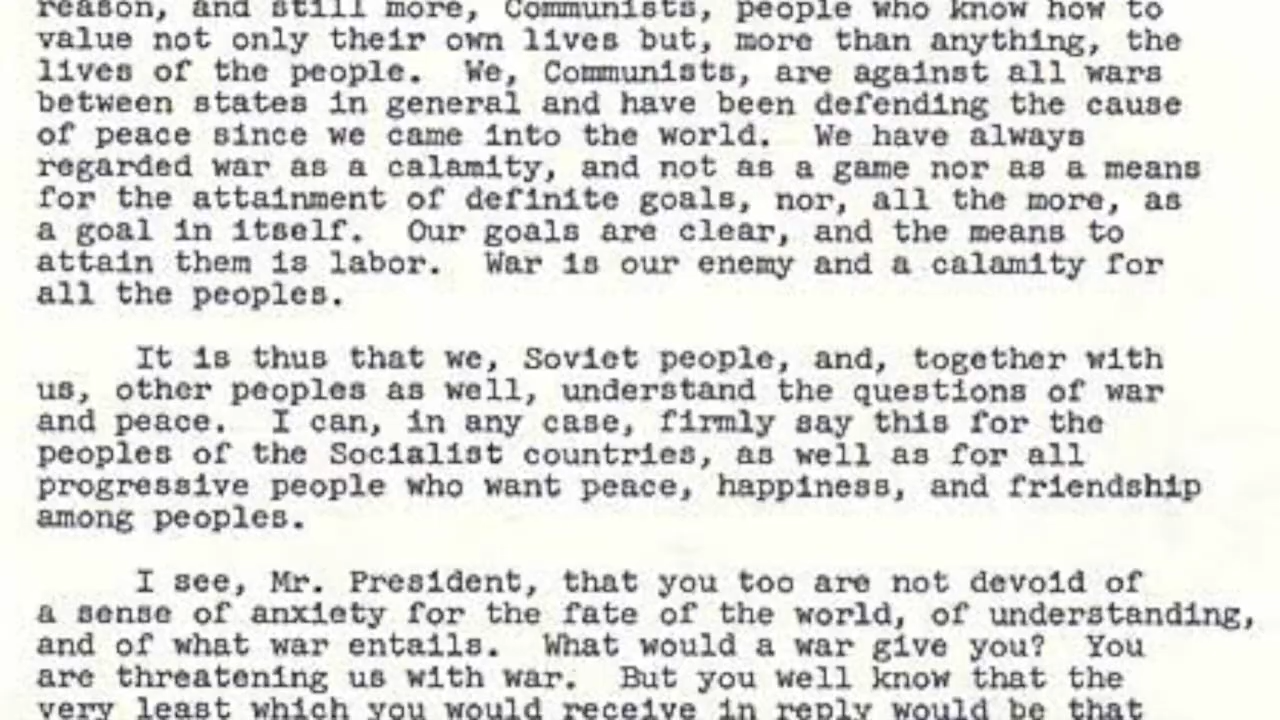 reason, and still more, Communists, people who know how to
value not only their own lives but, more than anything, the
lives of the people. We, Communists, are against all wars
between states in general and have been defending the cause
of peace since we came into the world. We have always
regarded war as a calamity, and not as a game nor as a means
for the attainment of definite goals, nor, all the more, as
a goal in itself. Our goals are clear, and the means to
attain them is labor. War is our enemy and a calamity for
all the peoples.
It is thus that we, Soviet people, and, together with
us, other peoples as well, understand the questions of war
and peace. I can, in any case, firmly say this for the
peoples of the Socialist countries, as well as for all
progressive people who want peace, happiness, and friendship
among peoples.
I see, Mr. President, that you too are not devoid of
a sense of anxiety for the fate of the world, of understanding,
and of what war entails. What would a war give you? You
are threatening us with war. But you well know that the
very least which you would receive in reply would be that